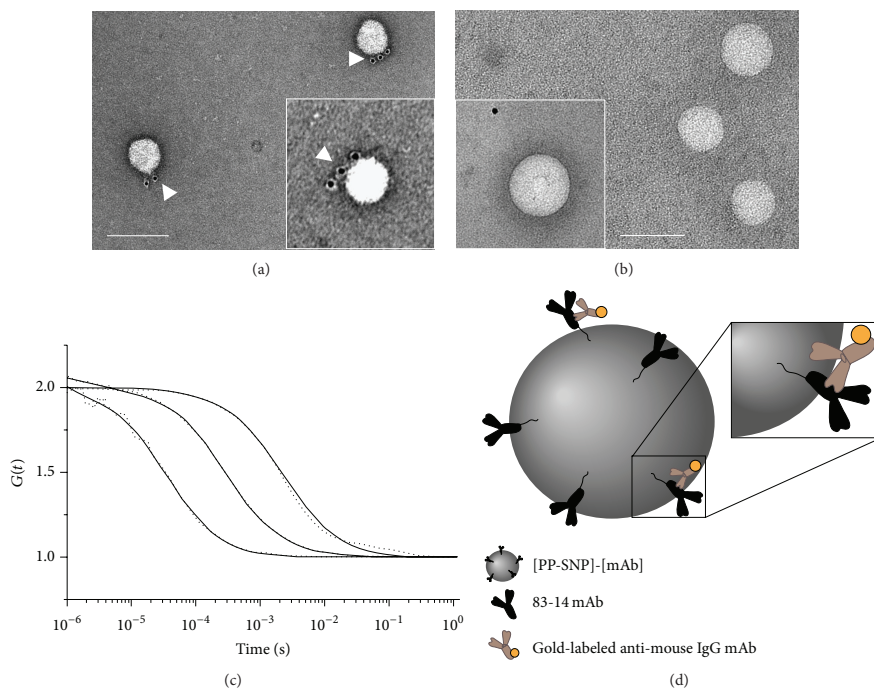 (a)
(b)
G(t)
2.0
1.5
1.0
10⁻⁶
10⁻⁵
10⁻⁴
10⁻³
10⁻²
10⁻¹
10⁰
Time (s)
(c)
[PP-SNP]-[mAb]
83-14 mAb
Gold-labeled anti-mouse IgG mAb
(d)